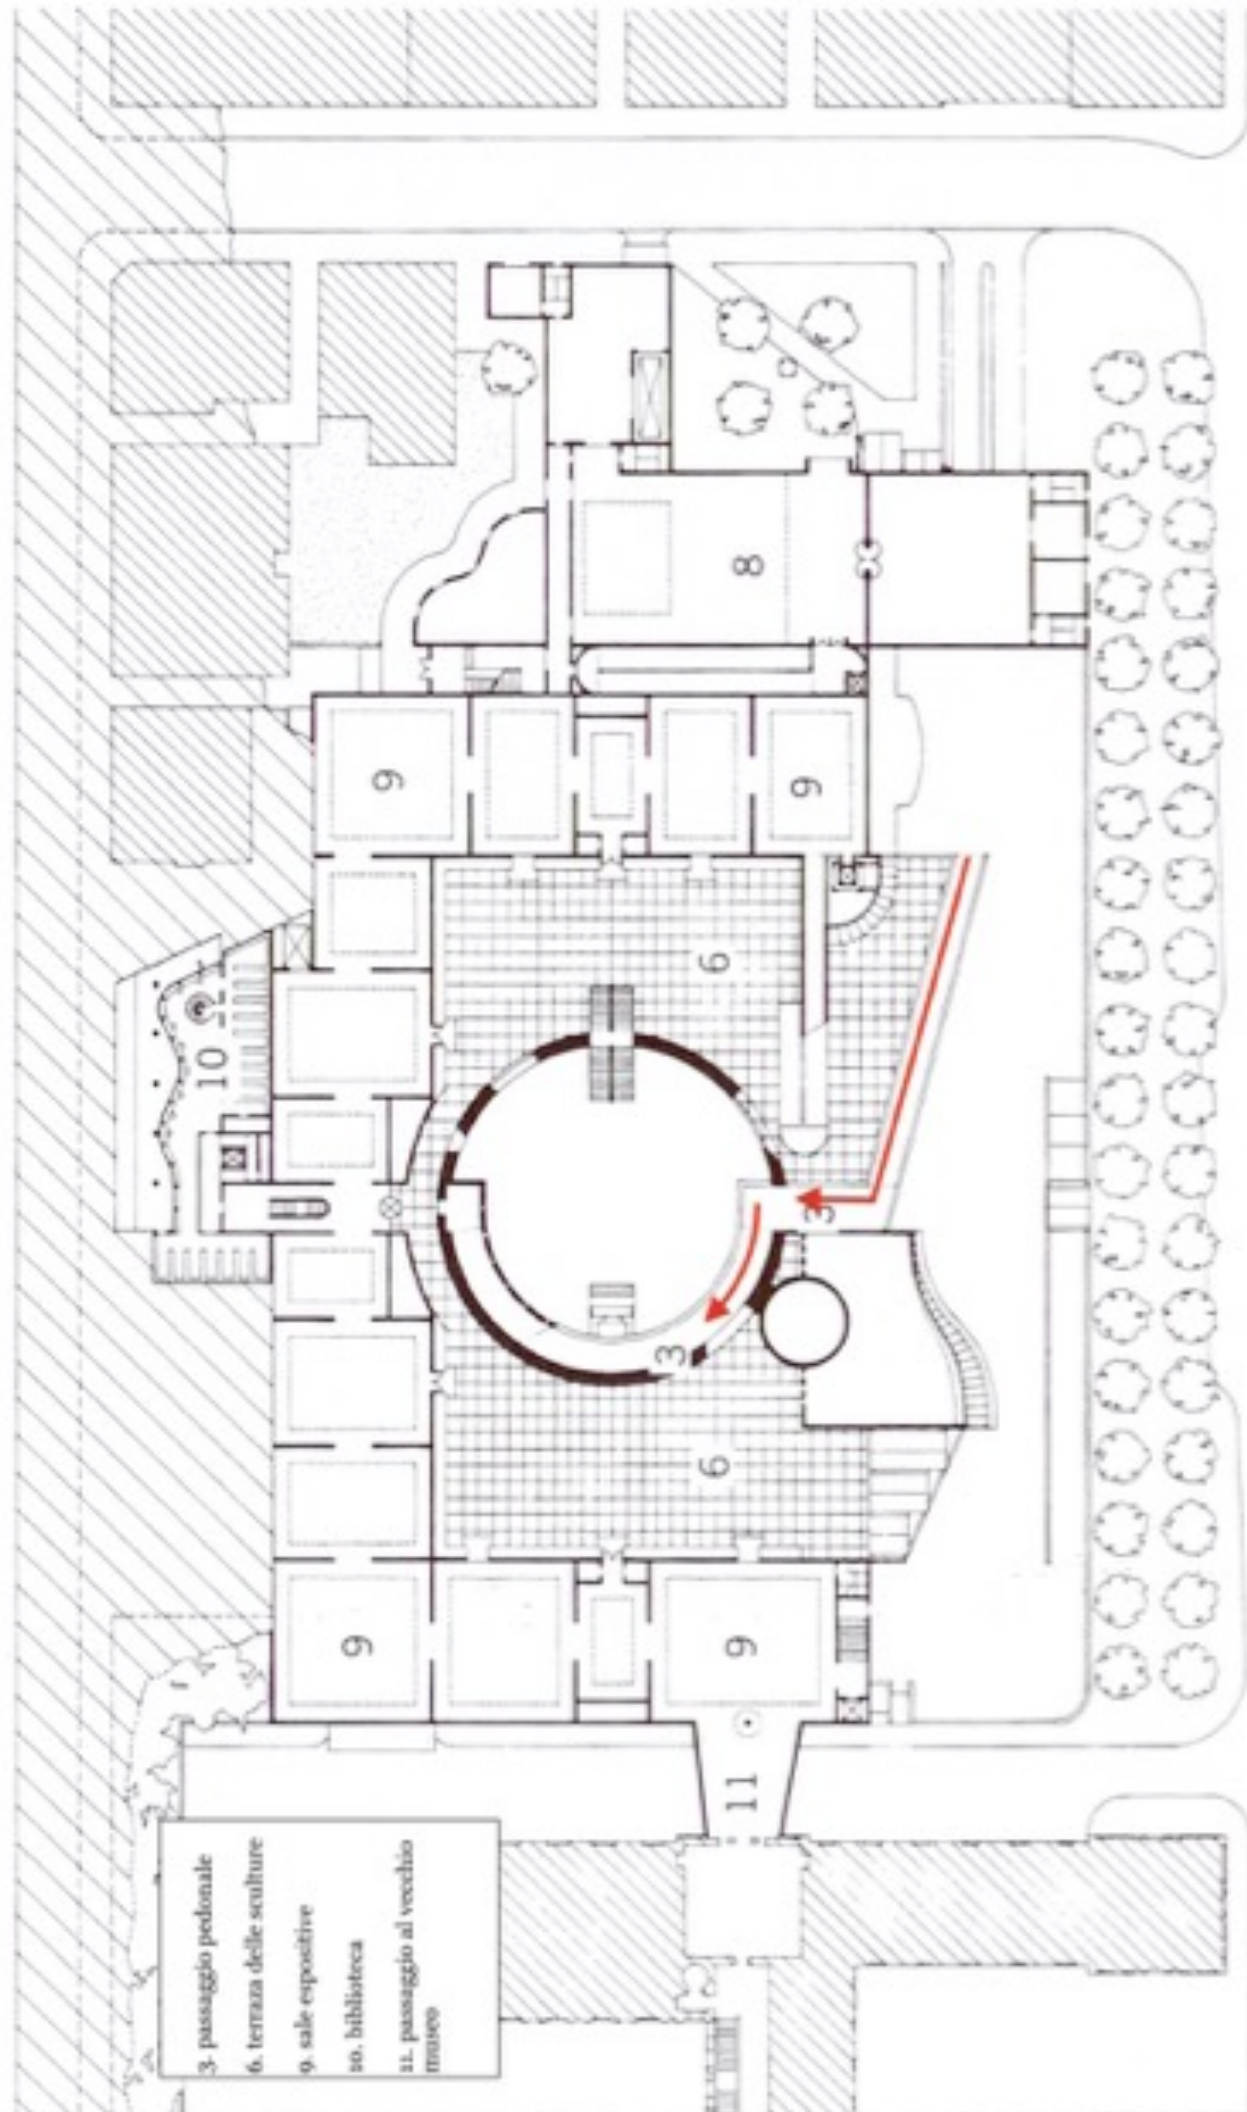 3- passaggio pedonale
6. terraza delle sculture
9. sale espositive
10. biblioteca
11. passaggio al vecchio
museo
11
9
9
6
3
3
6
10
9
9
8